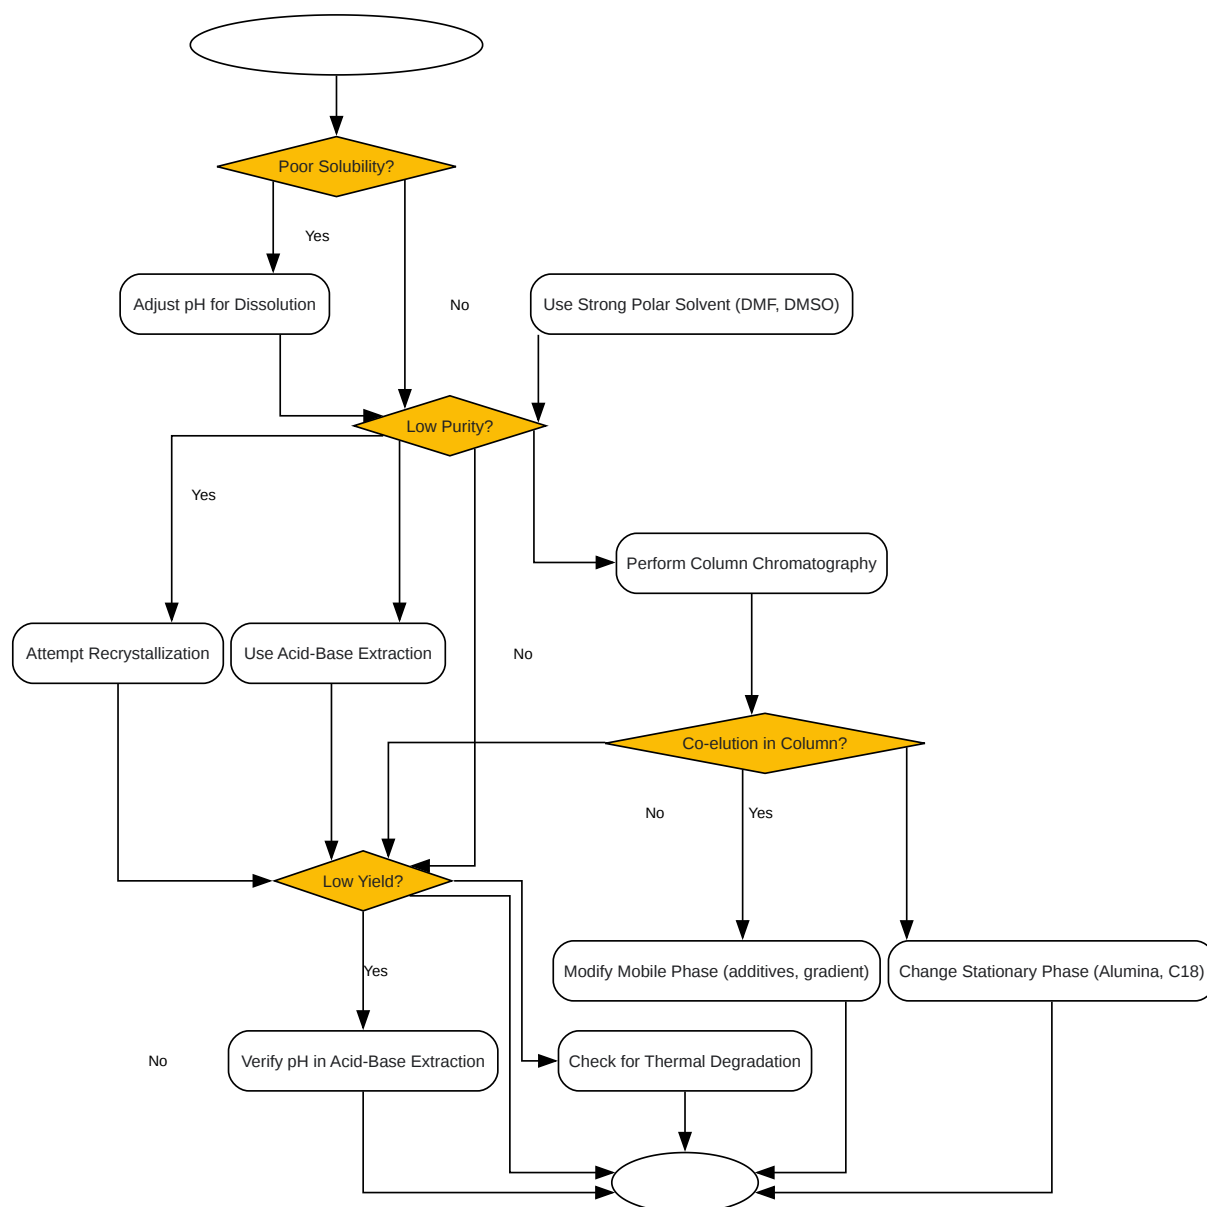 Poor Solubility?
Yes
Adjust pH for Dissolution
No
Use Strong Polar Solvent (DMF, DMSO)
Low Purity?
Yes
Perform Column Chromatography
Attempt Recrystallization
Use Acid-Base Extraction
No
Co-elution in Column?
No
Yes
Low Yield?
Yes
Modify Mobile Phase (additives, gradient)
Change Stationary Phase (Alumina, C18)
No
Verify pH in Acid-Base Extraction
Check for Thermal Degradation